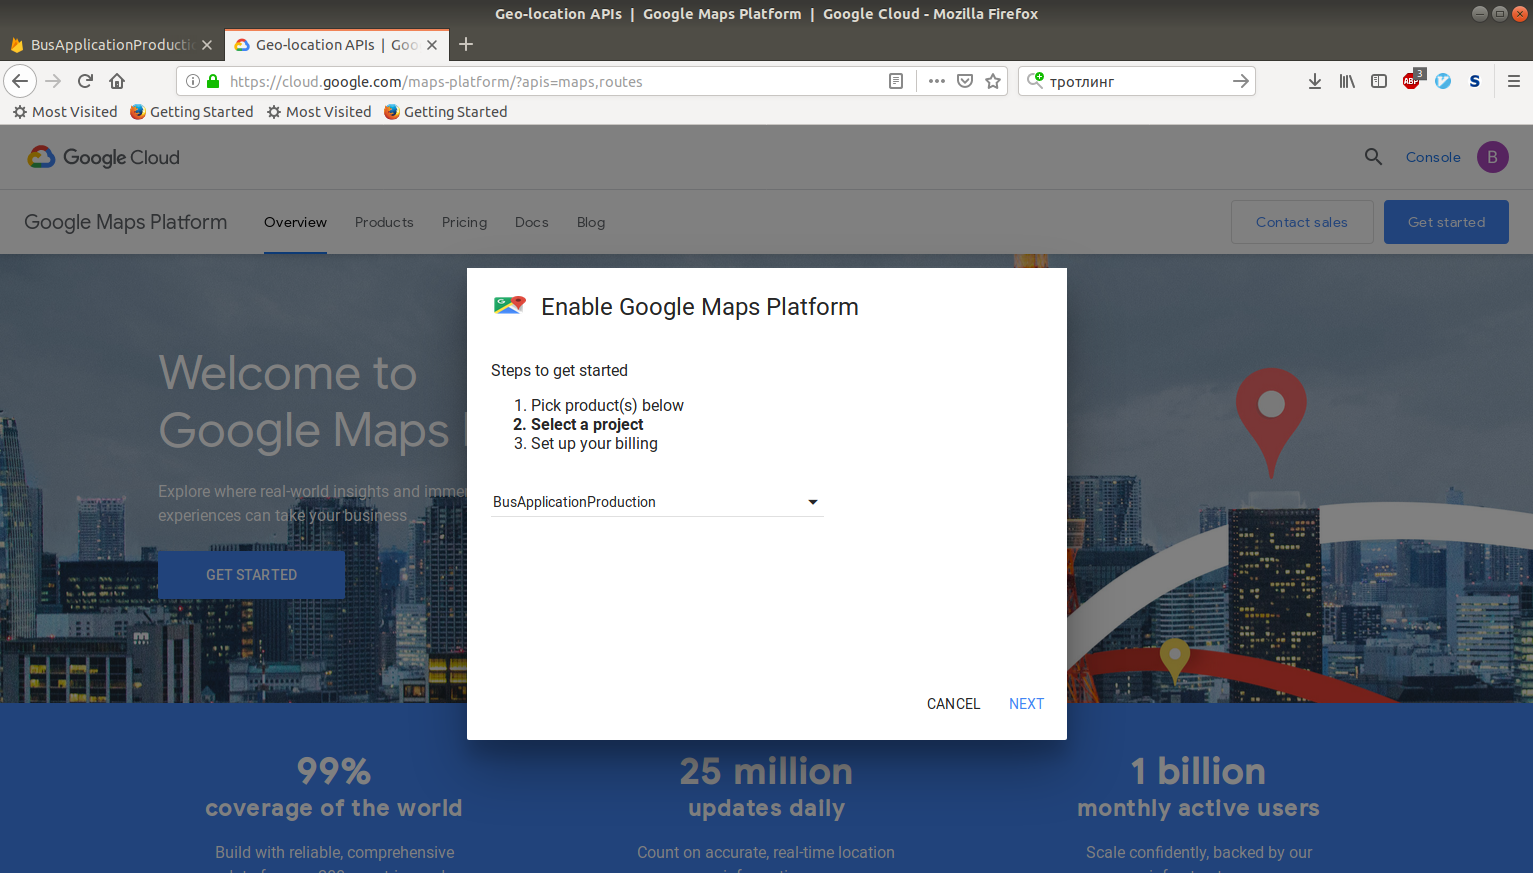 Geo-location APIs | Google Maps Platform | Google Cloud - Mozilla Firefox
BusApplicationProducti
Geo-location APIs | Goo
https://cloud.google.com/maps-platform/?apis=maps,routes
тротлинг
ABP
3
S
Most Visited
Getting Started
Most Visited
Getting Started
Google Cloud
Console
B
Google Maps Platform
Overview
Products
Pricing
Docs
Blog
Contact sales
Get started
Welcome to
Google Maps
Explore where real-world insights and imme
experiences can take your business
GET STARTED
G
Enable Google Maps Platform
Steps to get started
1. Pick product(s) below
2. Select a project
3. Set up your billing
BusApplicationProduction
CANCEL
NEXT
99%
coverage of the world
Build with reliable, comprehensive
25 million
updates daily
Count on accurate, real-time location
1 billion
monthly active users
Scale confidently, backed by our